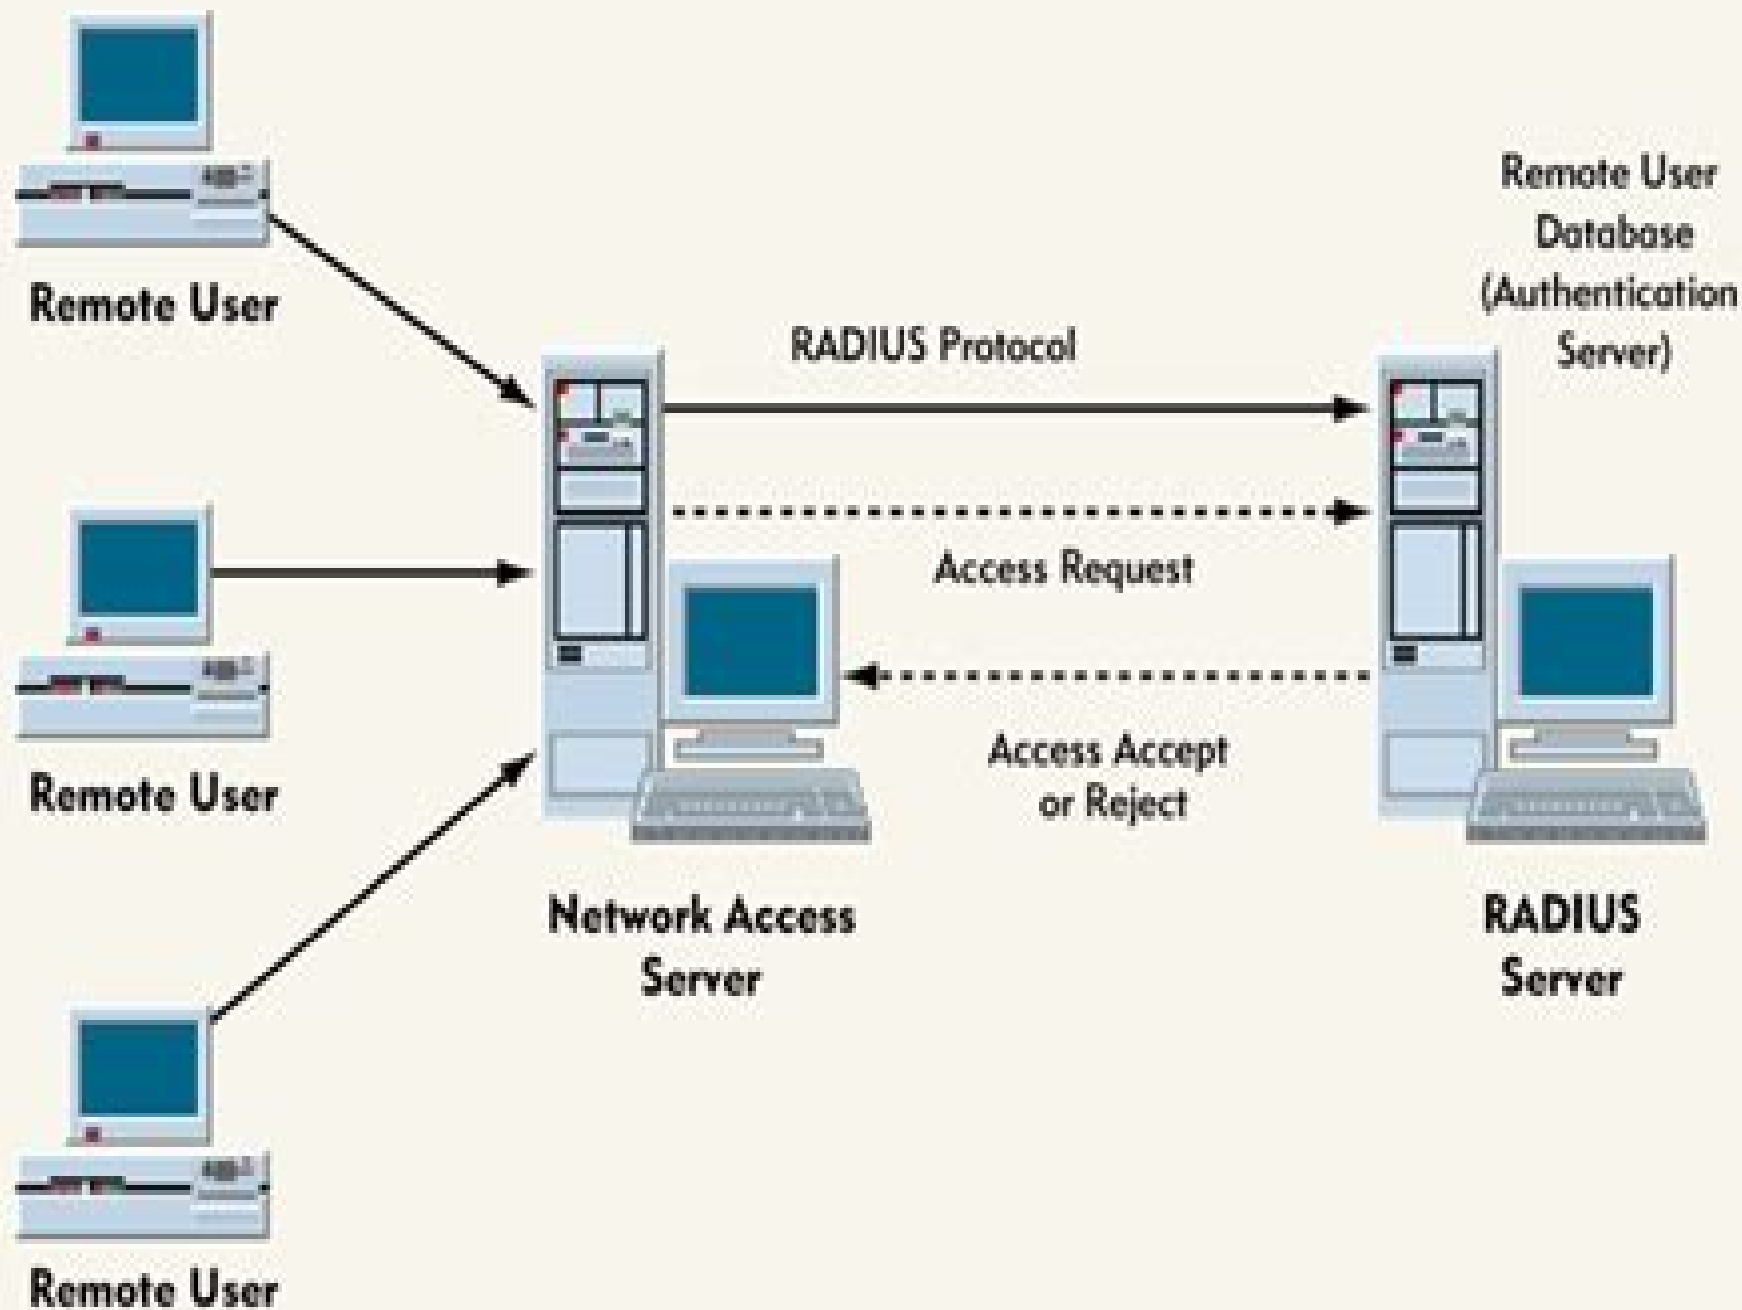 Remote User
Remote User
Database
(Authentication
Server)
RADIUS Protocol
Access Request
Remote User
Access Accept
or Reject
Network Access
Server
RADIUS
Server
Remote User